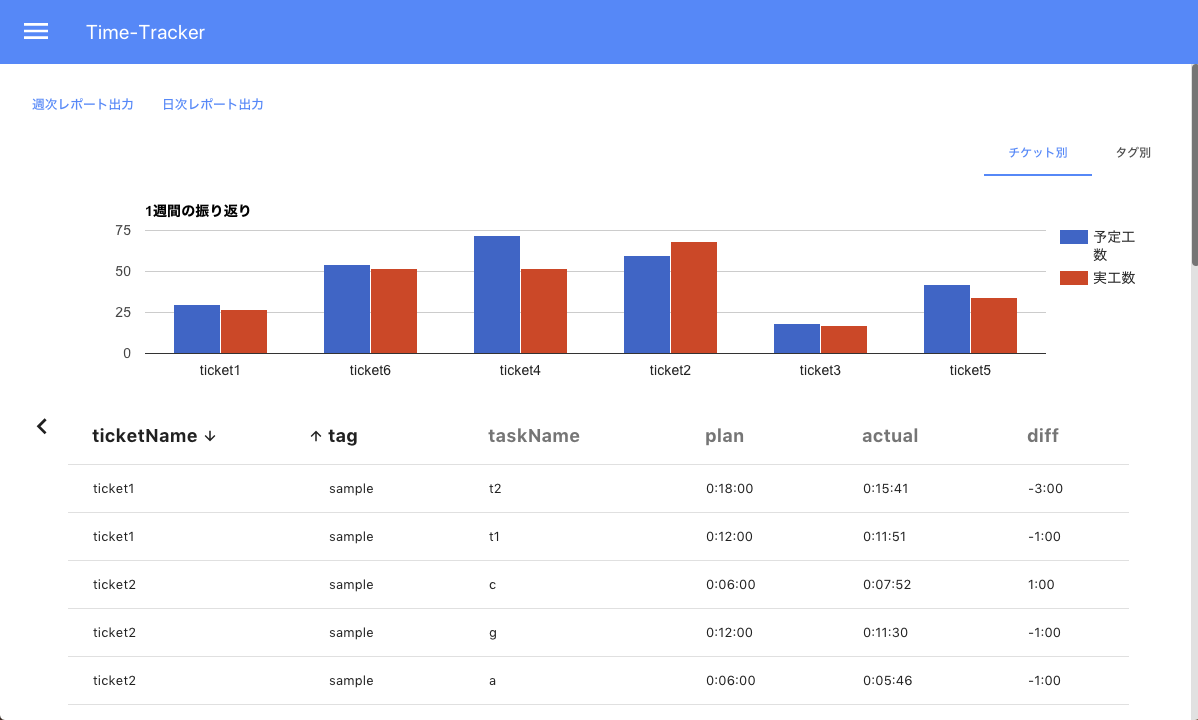 Time-Tracker
週次レポート出力 日次レポート出力
チケット別 タグ別
1週間の振り返り
75
50
25
0
予定工
数
実工数
ticket1 ticket6 ticket4 ticket2 ticket3 ticket5
ticketName ↓ ↑ tag taskName plan actual diff
ticket1 sample t2 0:18:00 0:15:41 -3:00
ticket1 sample t1 0:12:00 0:11:51 -1:00
ticket2 sample c 0:06:00 0:07:52 1:00
ticket2 sample g 0:12:00 0:11:30 -1:00
ticket2 sample a 0:06:00 0:05:46 -1:00